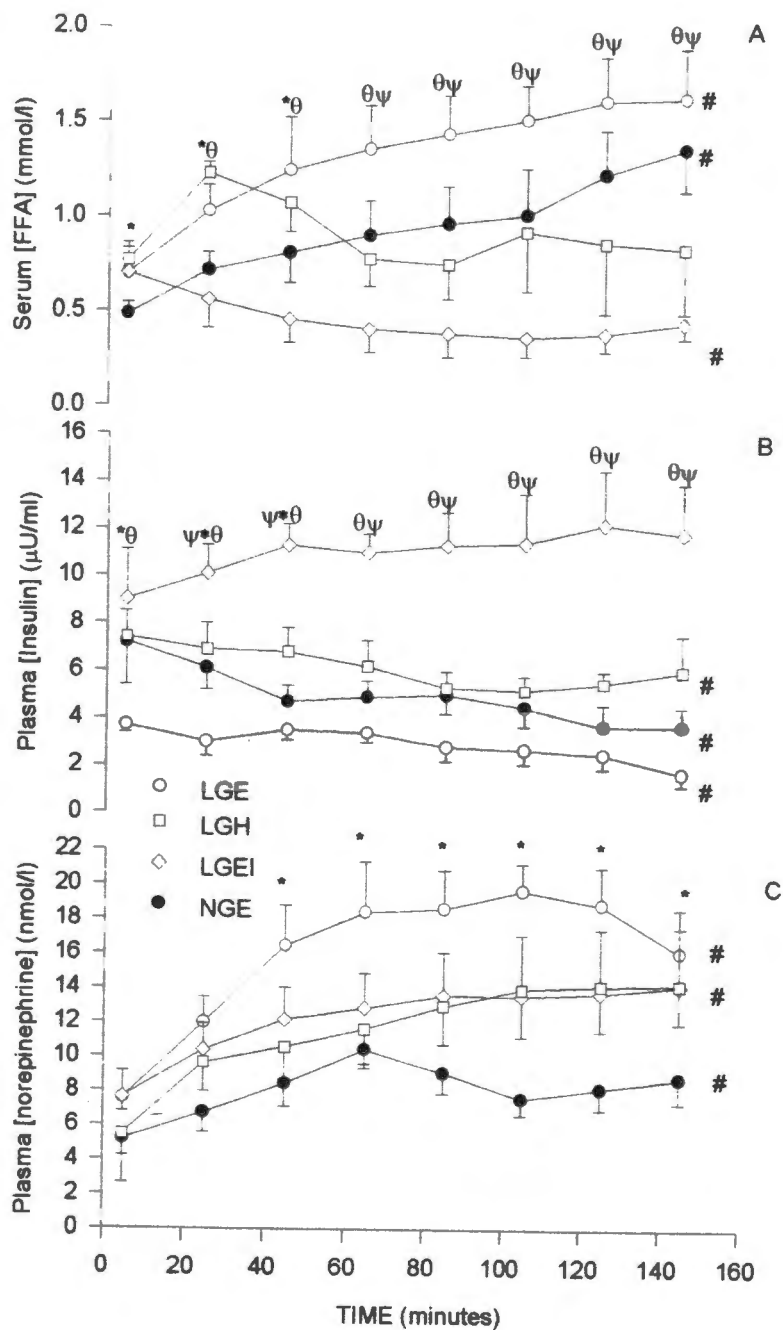 A
Serum [FFA] (mmol/l)
2.0
1.5
1.0
0.5
0.0
*
*θ
*θ
θψ
θψ
θψ
θψ
θψ
#
#
#
B
Plasma [Insulin] (μU/ml)
16
14
12
10
8
6
4
2
0
*θ
ψ*θ
ψ*θ
θψ
θψ
θψ
θψ
θψ
#
#
#
LGE
LGH
LGEI
NGE
C
Plasma [norepinephrine] (nmol/l)
22
20
18
16
14
12
10
8
6
4
2
0
*
*
*
*
*
*
#
#
#
0 20 40 60 80 100 120 140 160
TIME (minutes)